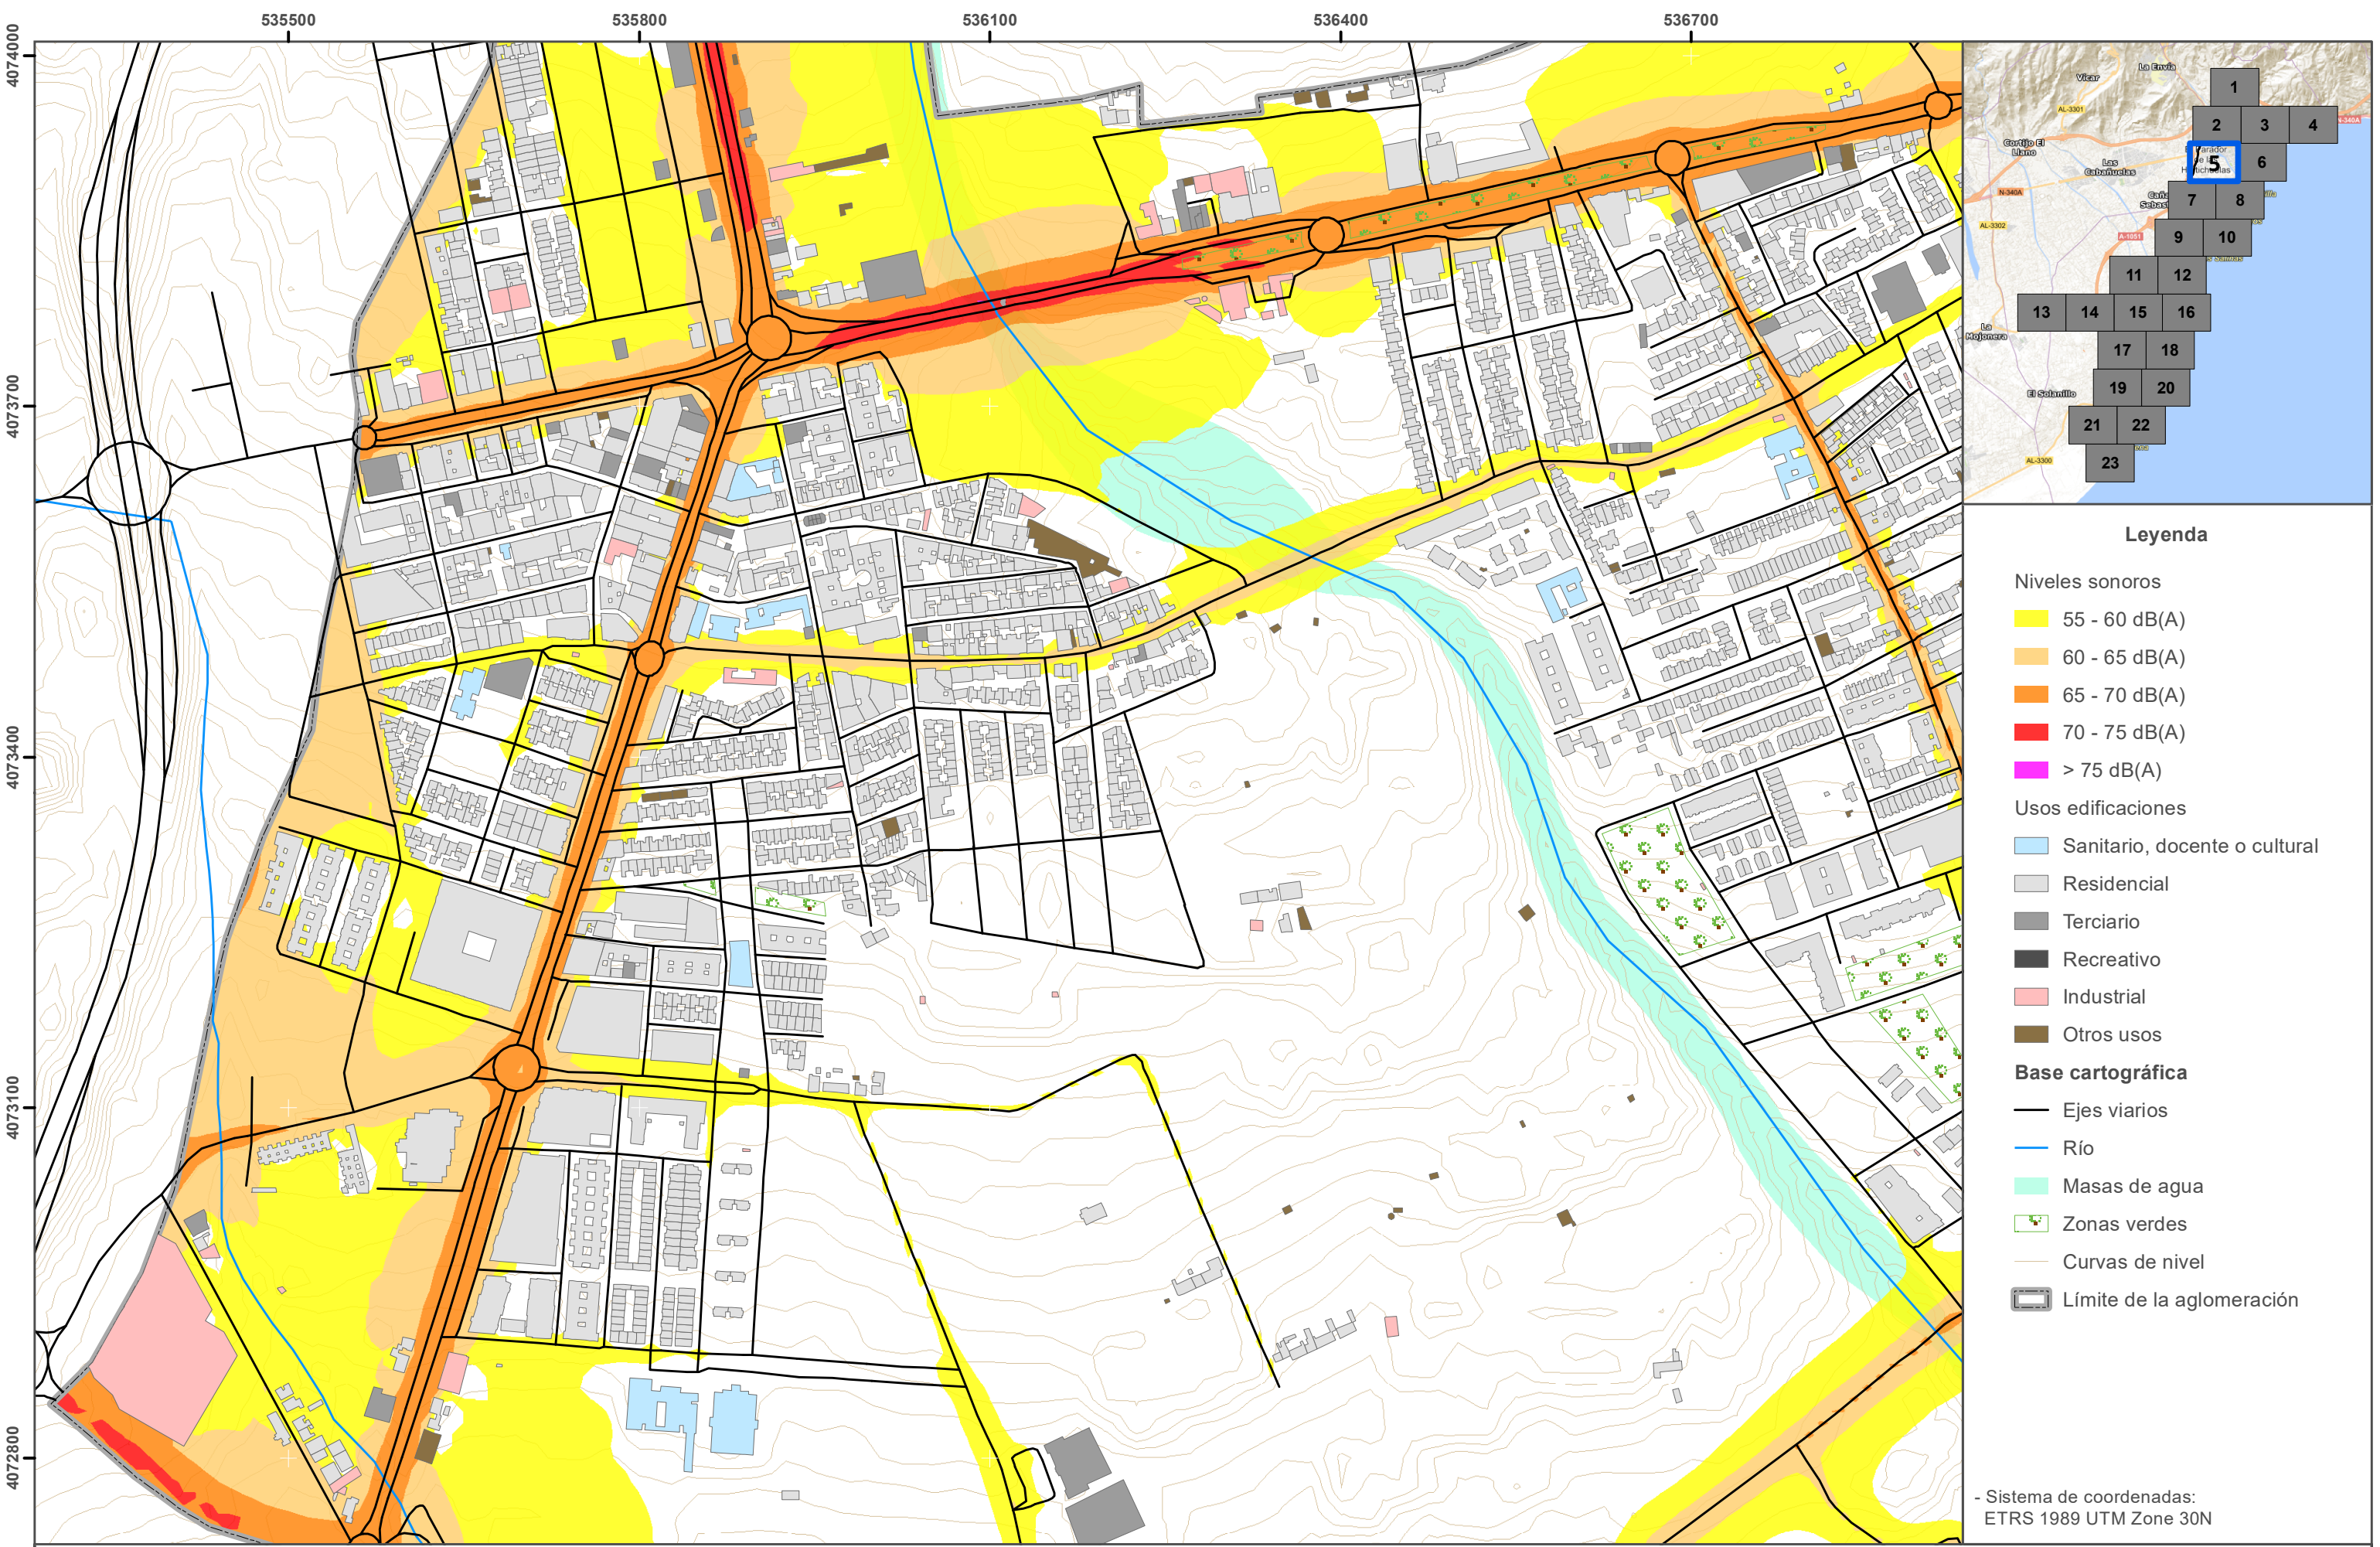 535500
535800
536100
536400
536700
4074000
4073700
4073400
4073100
4072800
La Envia
Vícar
AL-3301
1
2
3
4
N-340A
Cortijo El
Llano
Las
Cabañuelas
5
6
N-340A
7
8
AL-3302
A-1051
9
10
11
12
13
14
15
16
La
Mojonera
17
18
El Solanillo
19
20
21
22
AL-3300
23
Leyenda
Niveles sonoros
55 - 60 dB(A)
60 - 65 dB(A)
65 - 70 dB(A)
70 - 75 dB(A)
> 75 dB(A)
Usos edificaciones
Sanitario, docente o cultural
Residencial
Terciario
Recreativo
Industrial
Otros usos
Base cartográfica
Ejes viarios
Río
Masas de agua
Zonas verdes
Curvas de nivel
Límite de la aglomeración
- Sistema de coordenadas:
ETRS 1989 UTM Zone 30N